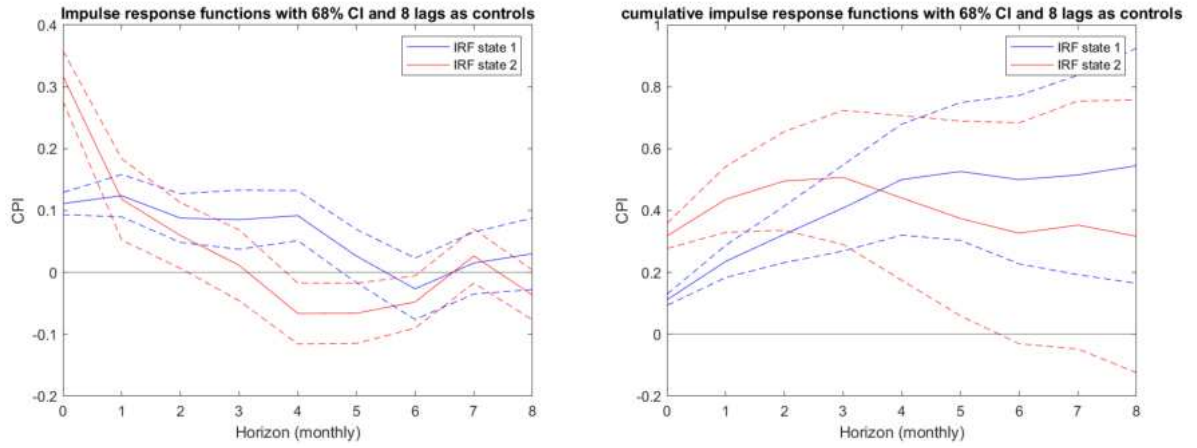 Impulse response functions with 68% CI and 8 lags as controls
0.4
0.3
0.2
0.1
0
-0.1
-0.2
CPI
IRF state 1
IRF state 2
0 1 2 3 4 5 6 7 8
Horizon (monthly)
cumulative impulse response functions with 68% CI and 8 lags as controls
1
0.8
0.6
0.4
0.2
0
-0.2
CPI
IRF state 1
IRF state 2
0 1 2 3 4 5 6 7 8
Horizon (monthly)